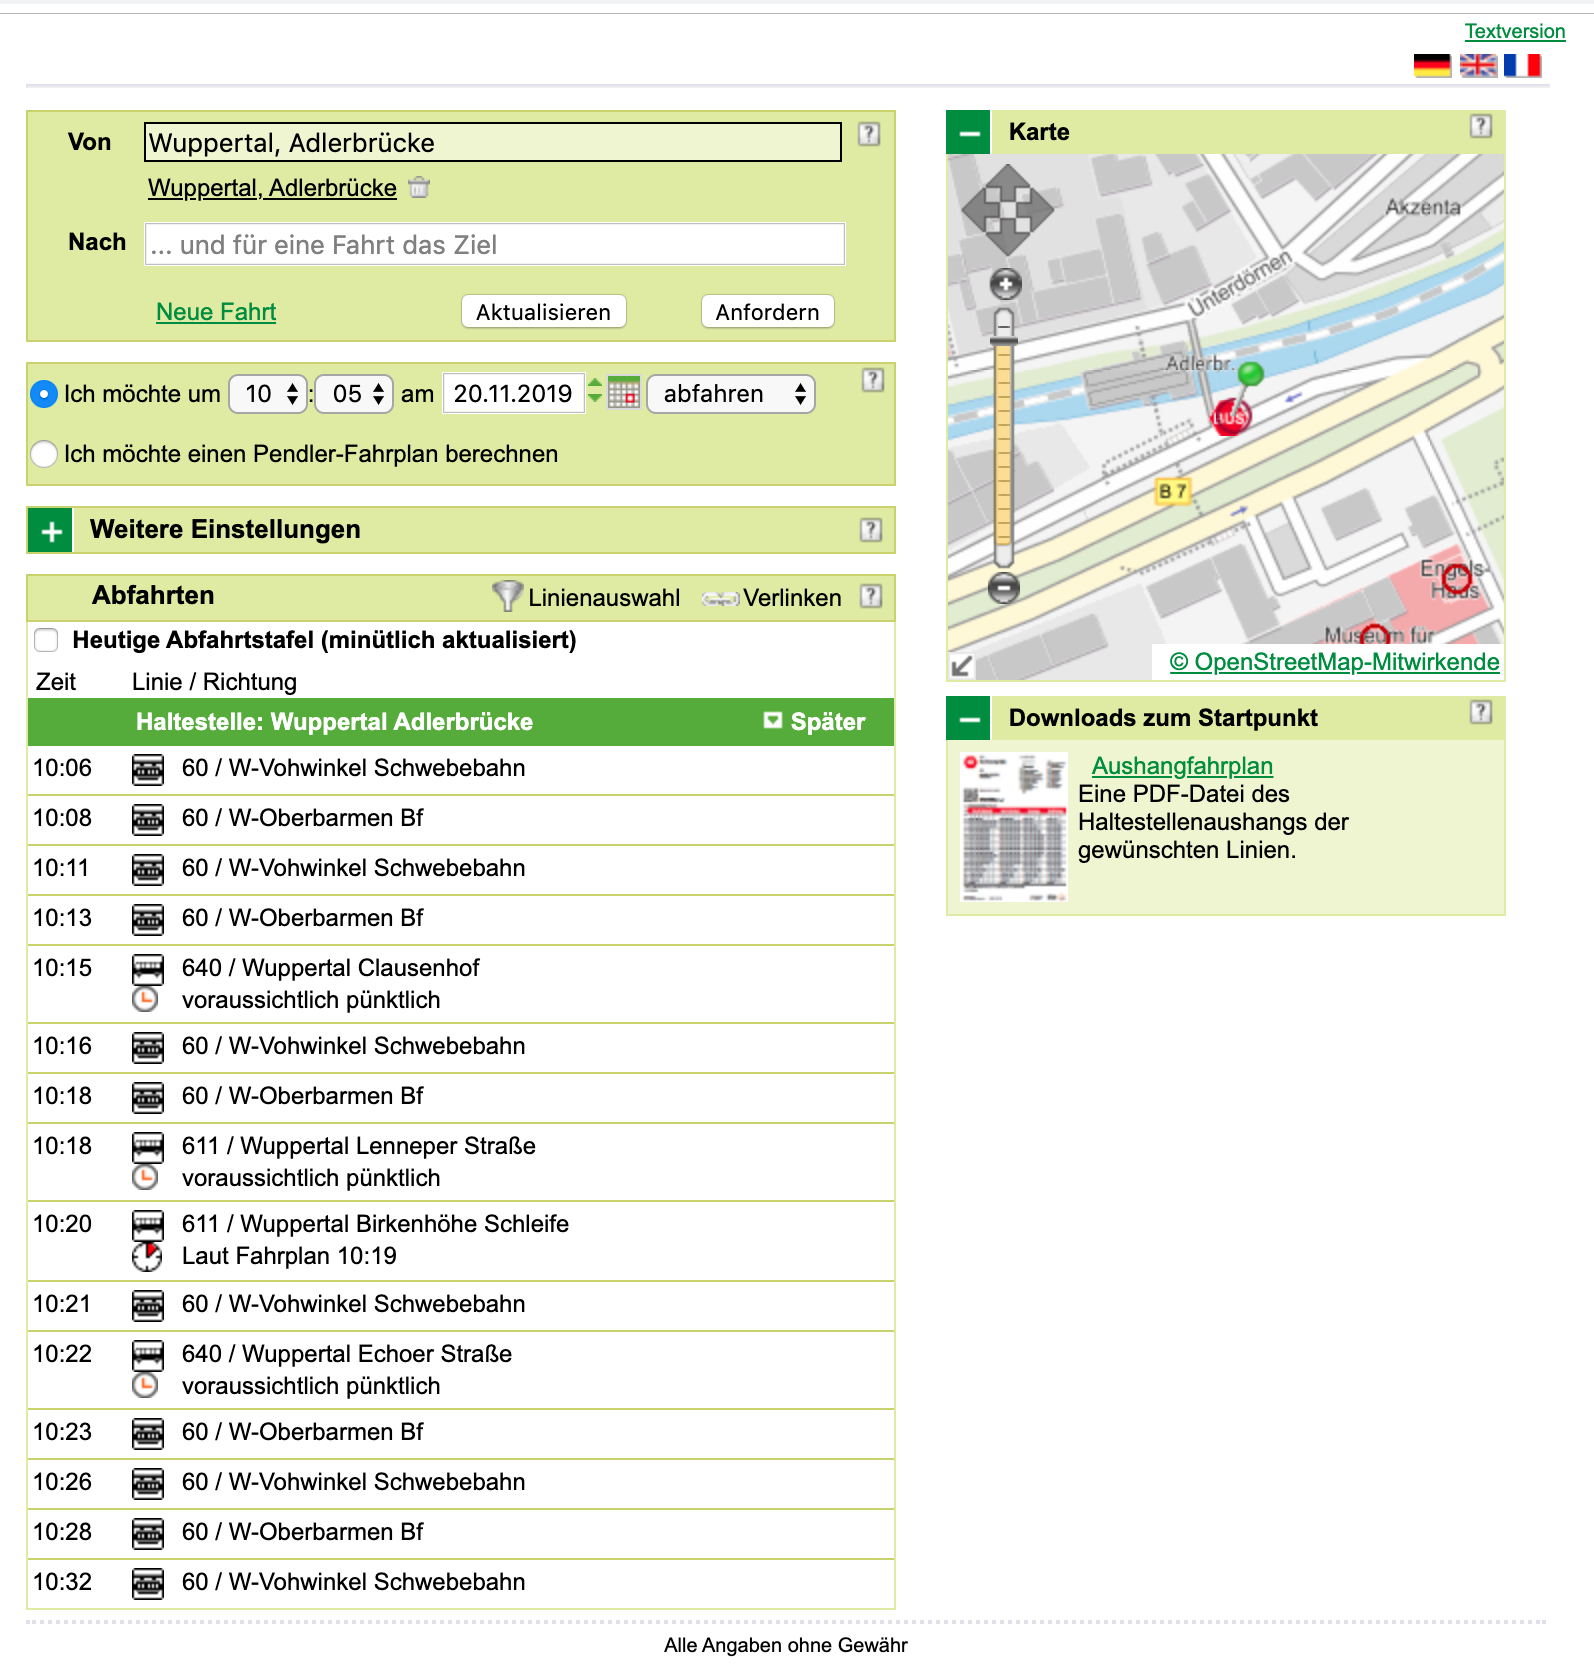 Textversion
Von
Wuppertal, Adlerbrücke
Wuppertal, Adlerbrücke
Nach
... und für eine Fahrt das Ziel
Neue Fahrt
Aktualisieren
Anfordern
Ich möchte um 10 : 05 am 20.11.2019 abfahren
Ich möchte einen Pendler-Fahrplan berechnen
Weitere Einstellungen
Abfahrten
Linienauswahl
Verlinken
Heutige Abfahrtstafel (minütlich aktualisiert)
Zeit Linie / Richtung
Haltestelle: Wuppertal Adlerbrücke Später
10:06 60 / W-Vohwinkel Schwebebahn
10:08 60 / W-Oberbarmen Bf
10:11 60 / W-Vohwinkel Schwebebahn
10:13 60 / W-Oberbarmen Bf
10:15 640 / Wuppertal Clausenhof
voraussichtlich pünktlich
10:16 60 / W-Vohwinkel Schwebebahn
10:18 60 / W-Oberbarmen Bf
10:18 611 / Wuppertal Lenneper Straße
voraussichtlich pünktlich
10:20 611 / Wuppertal Birkenhöhe Schleife
Laut Fahrplan 10:19
10:21 60 / W-Vohwinkel Schwebebahn
10:22 640 / Wuppertal Echoer Straße
voraussichtlich pünktlich
10:23 60 / W-Oberbarmen Bf
10:26 60 / W-Vohwinkel Schwebebahn
10:28 60 / W-Oberbarmen Bf
10:32 60 / W-Vohwinkel Schwebebahn
Karte
Akzenta
Unterdörnen
Adlerbr.
B 7
Engels-
Haus
Museum für
© OpenStreetMap-Mitwirkende
Downloads zum Startpunkt
Aushangfahrplan
Eine PDF-Datei des
Haltestellenaushangs der
gewünschten Linien.
Alle Angaben ohne Gewähr